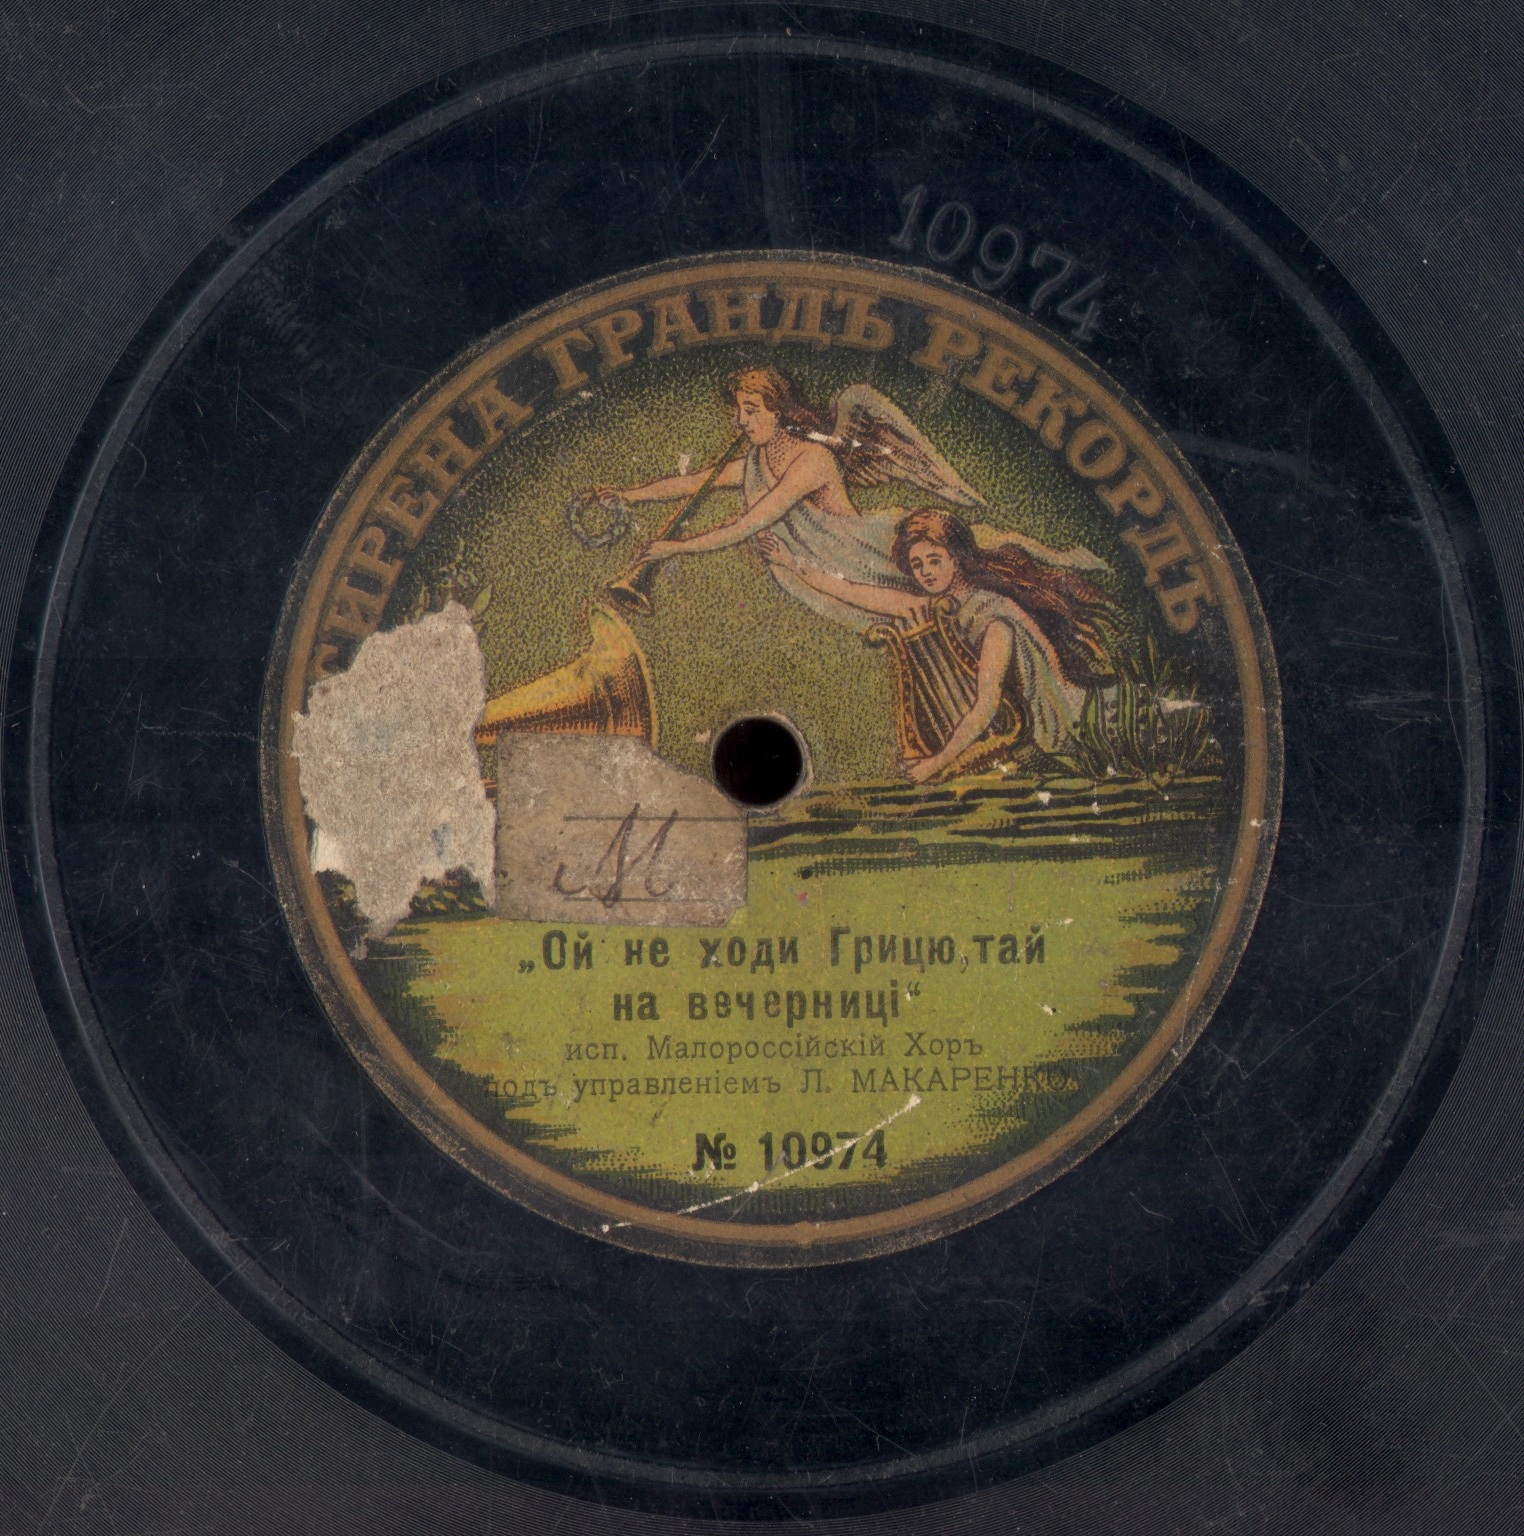 10974
СИРЕНА ГРАНДЪ РЕКОРДЪ
М
„Ой не ходи Грицю,тай
на вечерниці“
исп. Малороссійскій Хоръ
подъ управленіемъ Л. МАКАРЕНКО.
№ 10974